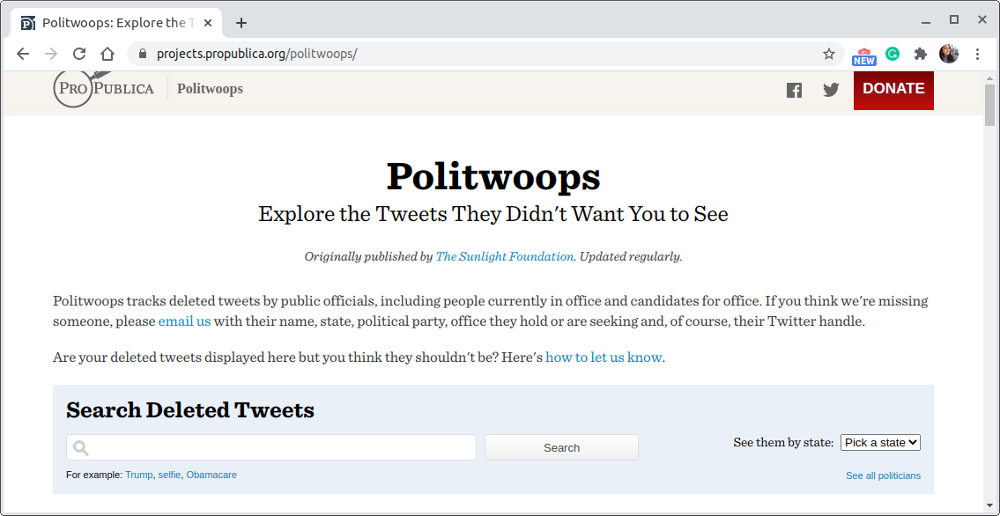 Politwoops: Explore the T
projects.propublica.org/politwoops/
NEW
PROPUBLICA
Politwoops
DONATE
Politwoops
Explore the Tweets They Didn't Want You to See
Originally published by The Sunlight Foundation. Updated regularly.
Politwoops tracks deleted tweets by public officials, including people currently in office and candidates for office. If you think we're missing
someone, please email us with their name, state, political party, office they hold or are seeking and, of course, their Twitter handle.
Are your deleted tweets displayed here but you think they shouldn't be? Here's how to let us know.
Search Deleted Tweets
Search
See them by state: Pick a state
For example: Trump, selfie, Obamacare
See all politicians